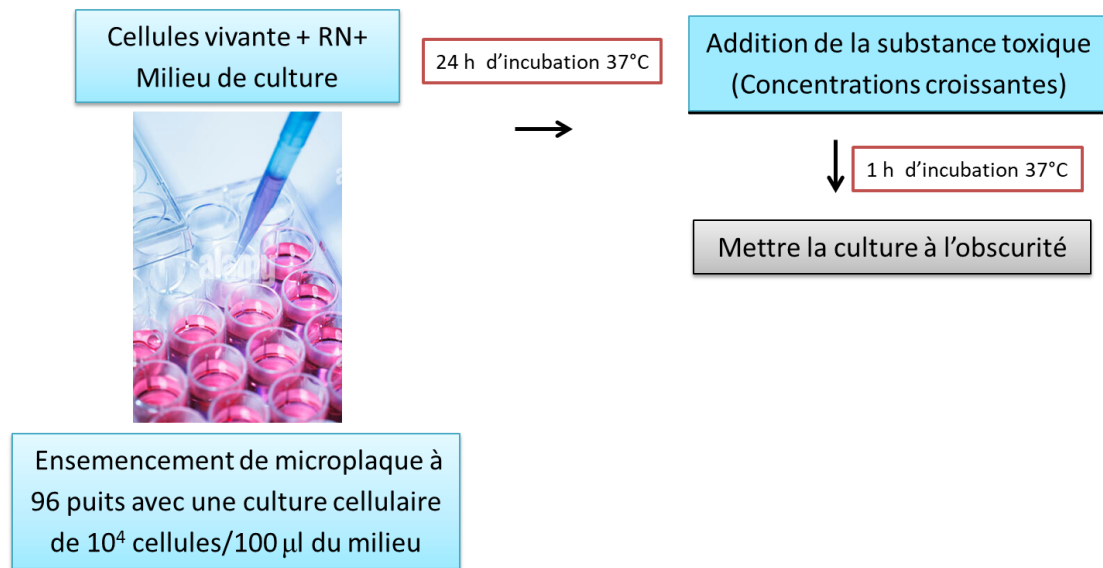 Cellules vivante + RN+
Milieu de culture
24 h d'incubation 37°C
Addition de la substance toxique
(Concentrations croissantes)
1 h d'incubation 37°C
Mettre la culture à l'obscurité
alamy
Ensemencement de microplaque à
96 puits avec une culture cellulaire
de 10⁴ cellules/100 µl du milieu